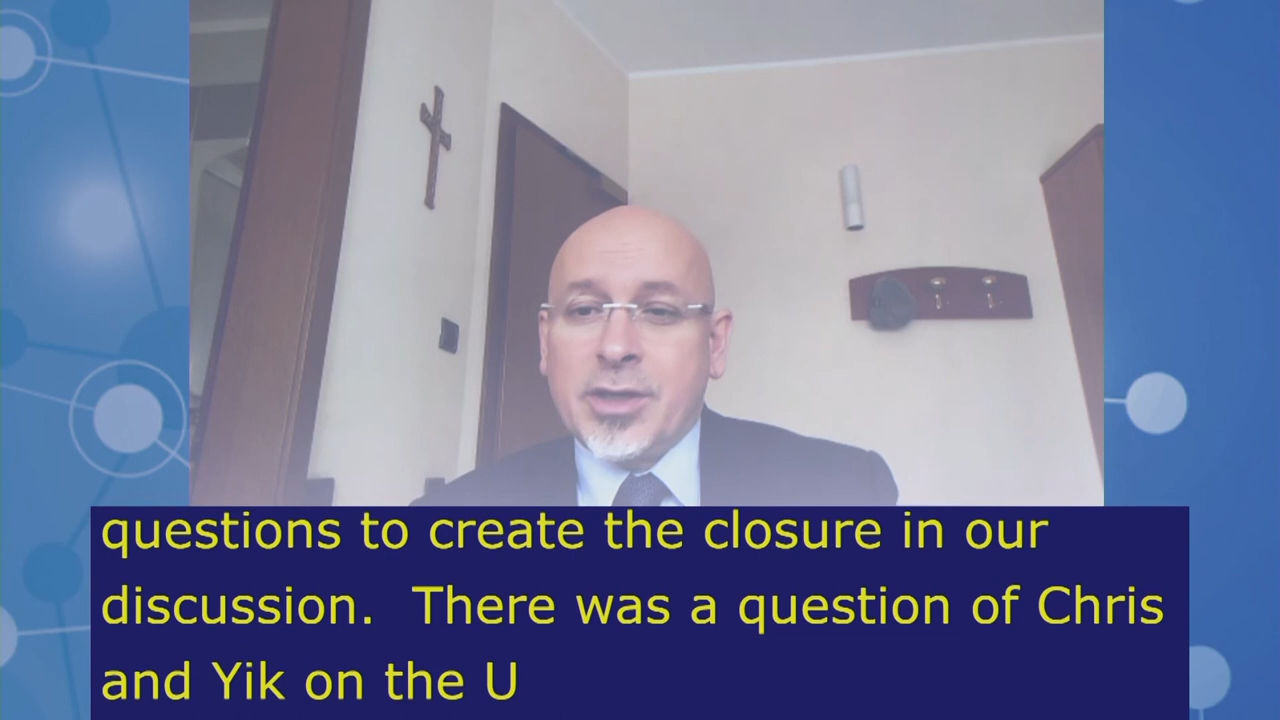 questions to create the closure in our
discussion.  There was a question of Chris
and Yik on the U